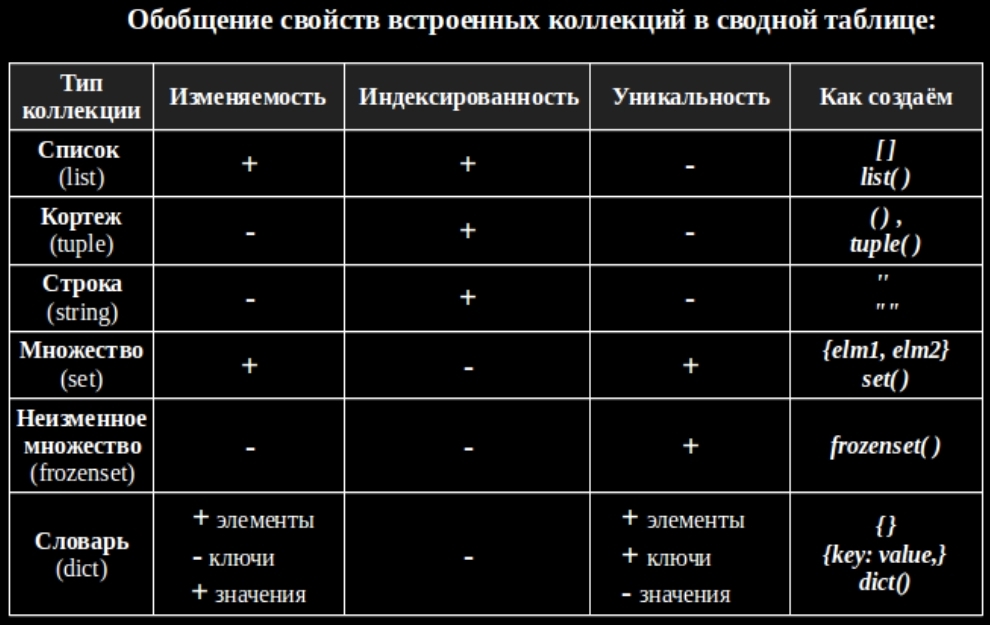 Обобщение свойств встроенных коллекций в сводной таблице:
Тип
коллекции
Изменяемость
Индексированность
Уникальность
Как создаём
Список
(list)
+
+
-
[ ]
list( )
Кортеж
(tuple)
-
+
-
( ) ,
tuple( )
Строка
(string)
-
+
-
''
" "
Множество
(set)
+
-
+
{elm1, elm2}
set( )
Неизменное
множество
(frozenset)
-
-
+
frozenset( )
Словарь
(dict)
+ элементы
- ключи
+ значения
-
+ элементы
+ ключи
- значения
{}
{key: value,}
dict()